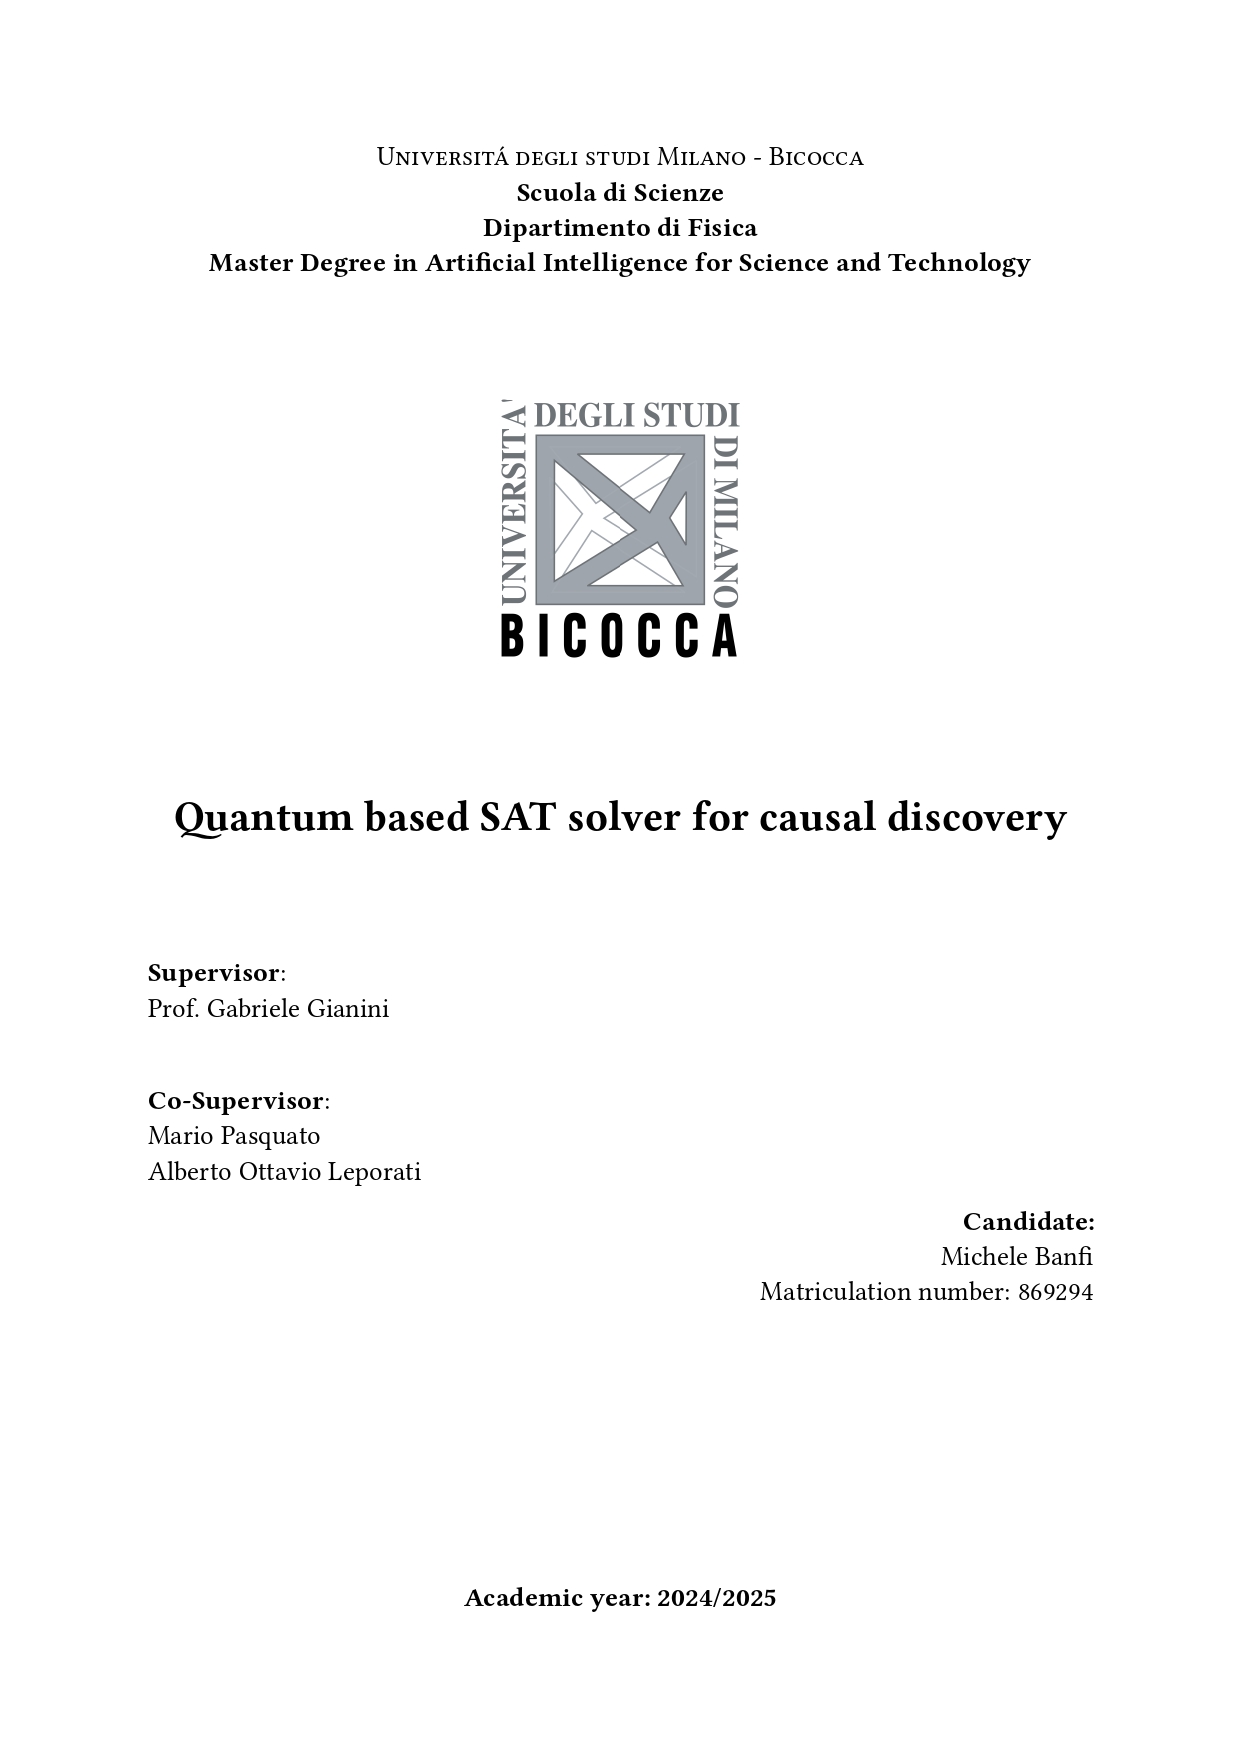 Universitá degli studi Milano - Bicocca
Scuola di Scienze
Dipartimento di Fisica
Master Degree in Artificial Intelligence for Science and Technology
UNIVERSITA'
DEGLI STUDI
DI MILANO
BICOCCA
Quantum based SAT solver for causal discovery
Supervisor:
Prof. Gabriele Gianini
Co-Supervisor:
Mario Pasquato
Alberto Ottavio Leporati
Candidate:
Michele Banfi
Matriculation number: 869294
Academic year: 2024/2025